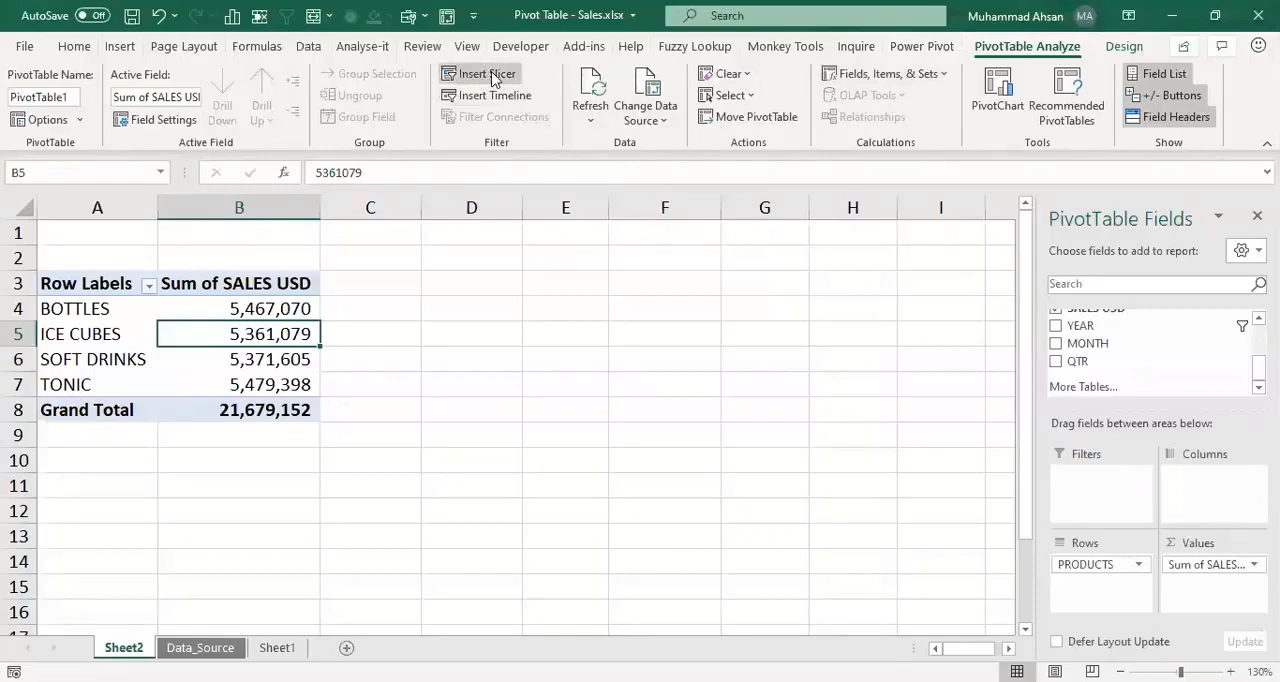 AutoSave Off Pivot Table - Sales.xlsx Search Muhammad Ahsan MA
File Home Insert Page Layout Formulas Data Analyse-it Review View Developer Add-ins Help Fuzzy Lookup Monkey Tools Inquire Power Pivot PivotTable Analyze Design
PivotTable Name:
PivotTable1
Options
PivotTable
Active Field:
Sum of SALES USI
Field Settings
Drill Down
Drill Up
Active Field
Group Selection
Ungroup
Group Field
Group
Insert Slicer
Insert Timeline
Filter Connections
Filter
Refresh
Change Data Source
Data
Clear
Select
Move PivotTable
Actions
Fields, Items, & Sets
OLAP Tools
Relationships
Calculations
PivotChart
Recommended PivotTables
Tools
Field List
+/- Buttons
Field Headers
Show
B5 fx 5361079
A B C D E F G H I
1
2
3 Row Labels Sum of SALES USD
4 BOTTLES 5,467,070
5 ICE CUBES 5,361,079
6 SOFT DRINKS 5,371,605
7 TONIC 5,479,398
8 Grand Total 21,679,152
9
10
11
12
13
14
15
16
17
PivotTable Fields
Choose fields to add to report:
Search
SALES USD
YEAR
MONTH
QTR
More Tables...
Drag fields between areas below:
Filters Columns
Rows Σ Values
PRODUCTS Sum of SALES...
Defer Layout Update Update
Sheet2 Data_Source Sheet1
130%